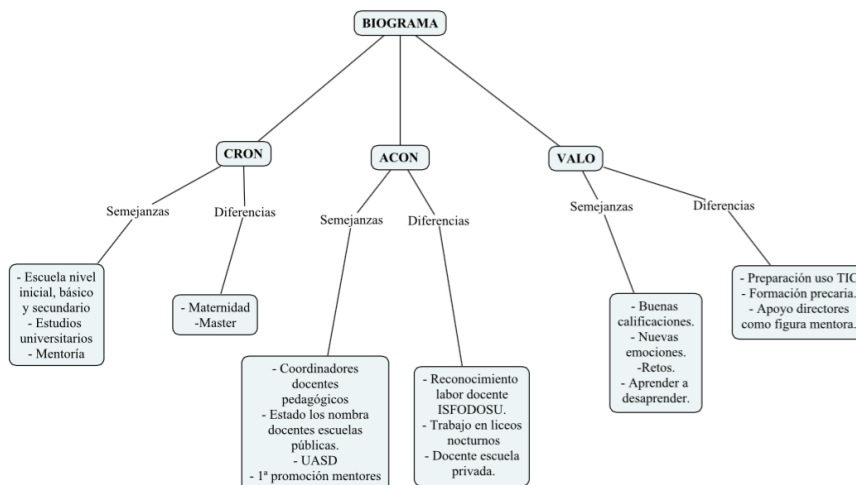 BIOGRAMA
CRON
ACON
VALO
Semejanzas
Diferencias
Semejanzas
Diferencias
Semejanzas
Diferencias
- Escuela nivel
inicial, básico
y secundario
- Estudios
universitarios
- Mentoría
- Maternidad
-Master
- Coordinadores
docentes
pedagógicos
- Estado los nombra
docentes escuelas
públicas.
- UASD
- 1ª promoción mentores
- Reconocimiento
labor docente
ISFODOSU.
- Trabajo en liceos
nocturnos
- Docente escuela
privada.
- Buenas
calificaciones.
- Nuevas
emociones.
-Retos.
- Aprender a
desaprender.
- Preparación uso TIC
- Formación precaria.
- Apoyo directores
como figura mentora.